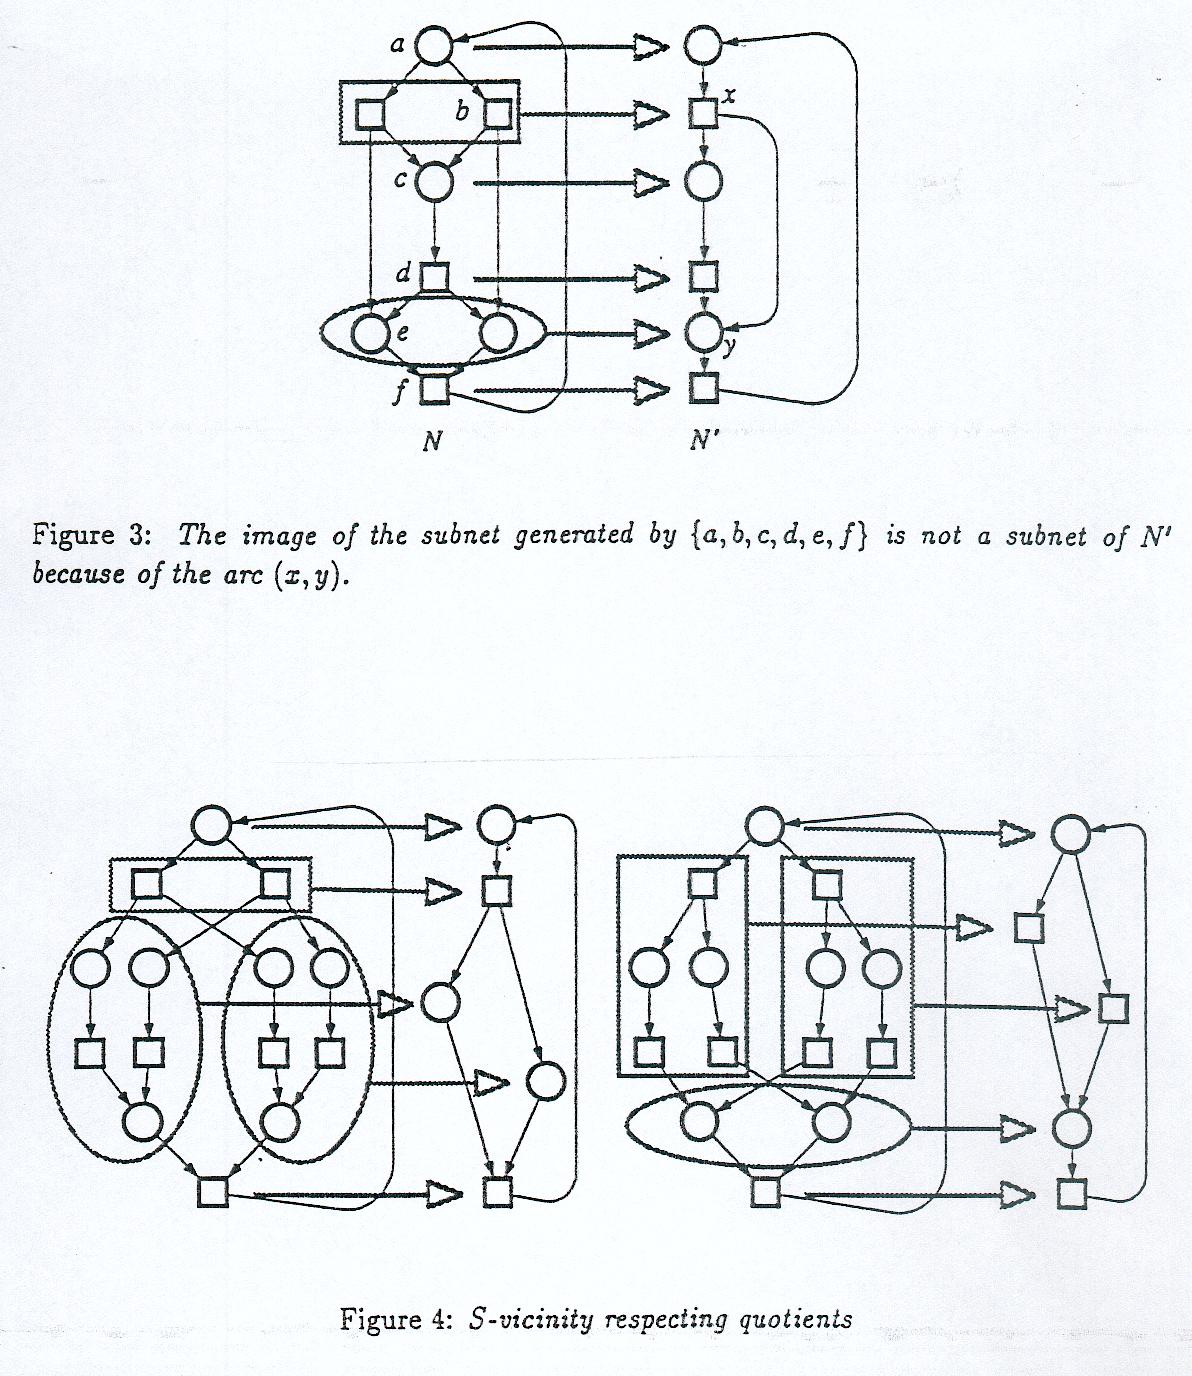 a
x
b
c
d
e
y
f
N N'
Figure 3: The image of the subnet generated by {a,b,c,d,e,f} is not a subnet of N'
because of the arc (x,y).
Figure 4: S-vicinity respecting quotients